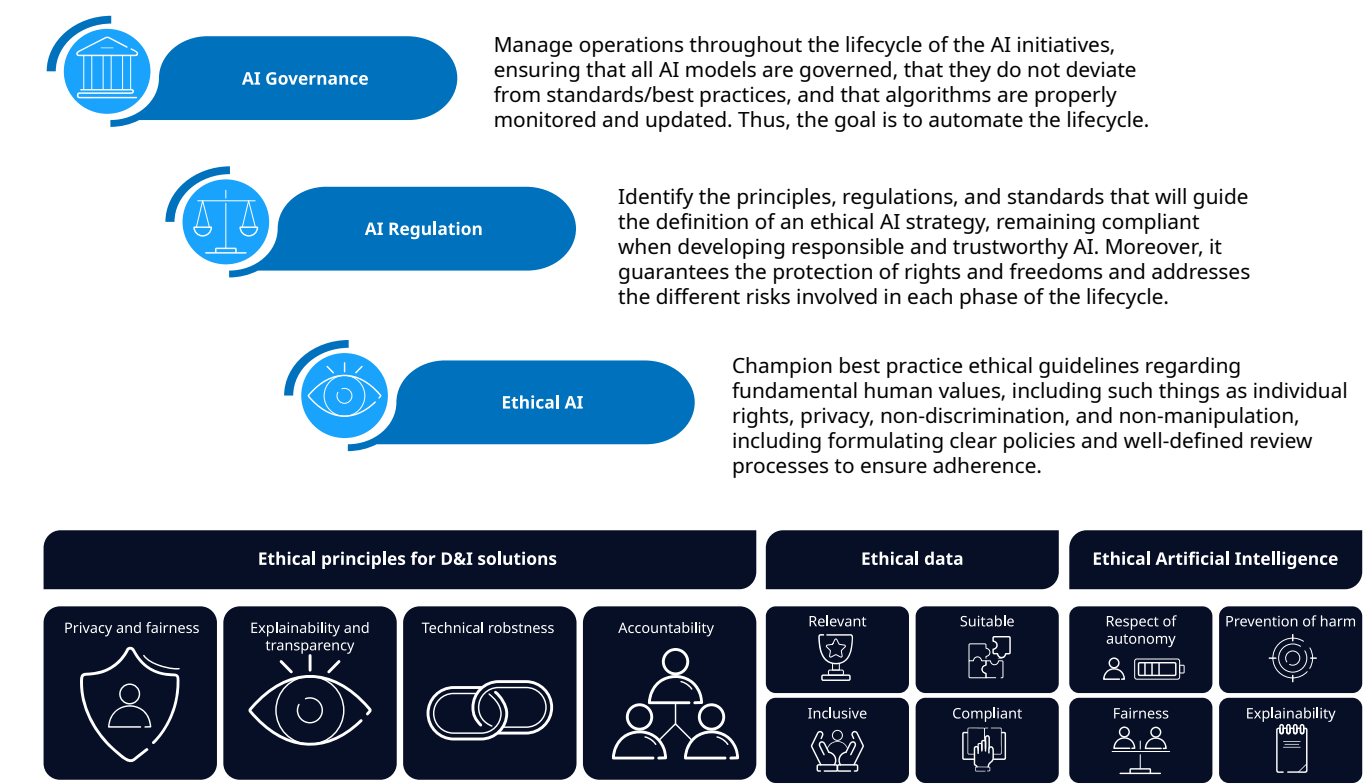 AI Governance
Manage operations throughout the lifecycle of the AI initiatives,
ensuring that all AI models are governed, that they do not deviate
from standards/best practices, and that algorithms are properly
monitored and updated. Thus, the goal is to automate the lifecycle.
AI Regulation
Identify the principles, regulations, and standards that will guide
the definition of an ethical AI strategy, remaining compliant
when developing responsible and trustworthy AI. Moreover, it
guarantees the protection of rights and freedoms and addresses
the different risks involved in each phase of the lifecycle.
Ethical AI
Champion best practice ethical guidelines regarding
fundamental human values, including such things as individual
rights, privacy, non-discrimination, and non-manipulation,
including formulating clear policies and well-defined review
processes to ensure adherence.
Ethical principles for D&I solutions
Privacy and fairness
Explainability and
transparency
Technical robstness
Accountability
Ethical data
Relevant
Suitable
Inclusive
Compliant
Ethical Artificial Intelligence
Respect of
autonomy
Prevention of harm
Fairness
Explainability